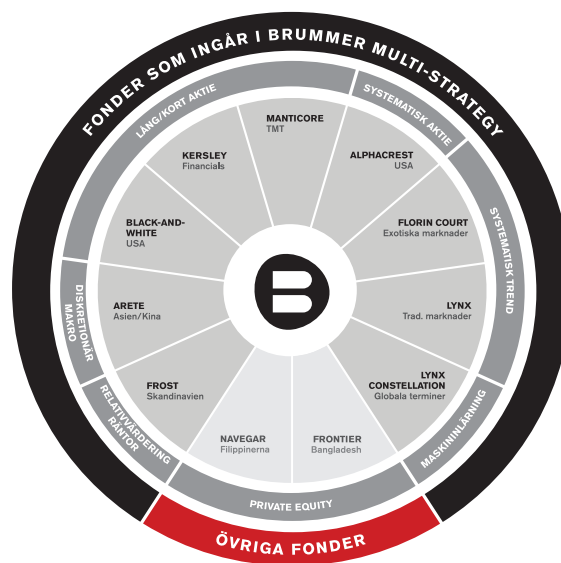 FONDER SOM INGÅR I BRUMMER MULTI-STRATEGY
LÅNG/KORT AKTIE
SYSTEMATISK AKTIE
SYSTEMATISK TREND
MASKININLÄRNING
PRIVATE EQUITY
RELATIVVÄRDERING
RÄNTOR
DISKRETIONÄR
MAKRO
MANTICORE
TMT
ALPHACREST
USA
FLORIN COURT
Exotiska marknader
LYNX
Trad. marknader
LYNX
CONSTELLATION
Globala terminer
FRONTIER
Bangladesh
NAVEGAR
Filippinerna
FROST
Skandinavien
ARETE
Asien/Kina
BLACK-AND-
WHITE
USA
KERSLEY
Financials
B
ÖVRIGA FONDER